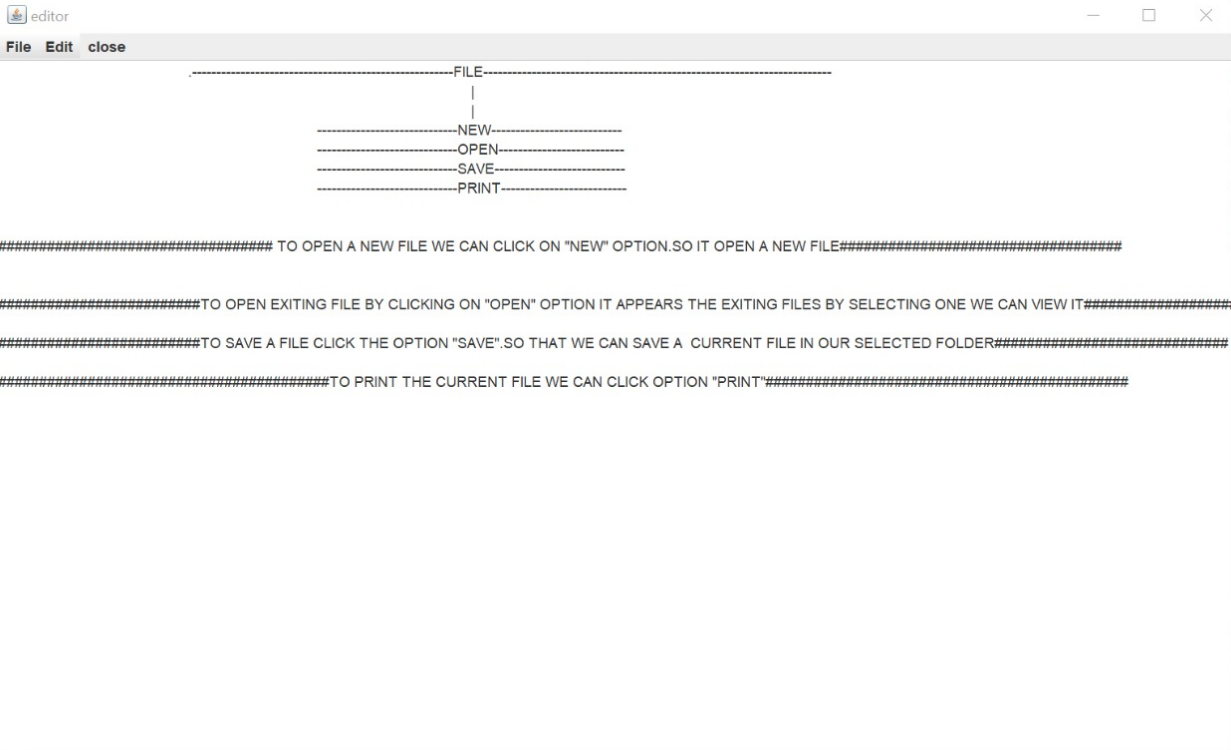 editor
File Edit close
.------------------------------------------------------FILE------------------------------------------------------------------------
|
|
-----------------------------NEW---------------------------
-----------------------------OPEN--------------------------
-----------------------------SAVE---------------------------
-----------------------------PRINT--------------------------
################################## TO OPEN A NEW FILE WE CAN CLICK ON "NEW" OPTION.SO IT OPEN A NEW FILE###################################
#########################TO OPEN EXITING FILE BY CLICKING ON "OPEN" OPTION IT APPEARS THE EXITING FILES BY SELECTING ONE WE CAN VIEW IT##################
#########################TO SAVE A FILE CLICK THE OPTION "SAVE".SO THAT WE CAN SAVE A  CURRENT FILE IN OUR SELECTED FOLDER#############################
#########################################TO PRINT THE CURRENT FILE WE CAN CLICK OPTION "PRINT"#############################################